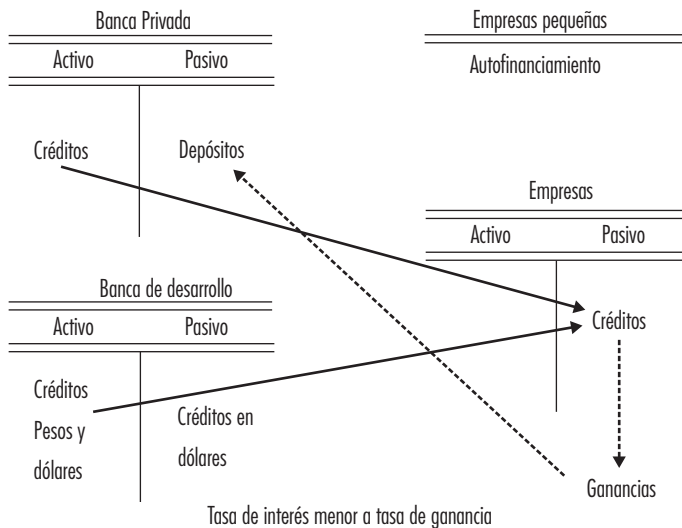 Banca Privada
Activo Pasivo
Créditos Depósitos
Empresas pequeñas
Autofinanciamiento
Empresas
Activo Pasivo
Créditos
Ganancias
Banca de desarrollo
Activo Pasivo
Créditos
Pesos y
dólares
Créditos en
dólares
Tasa de interés menor a tasa de ganancia